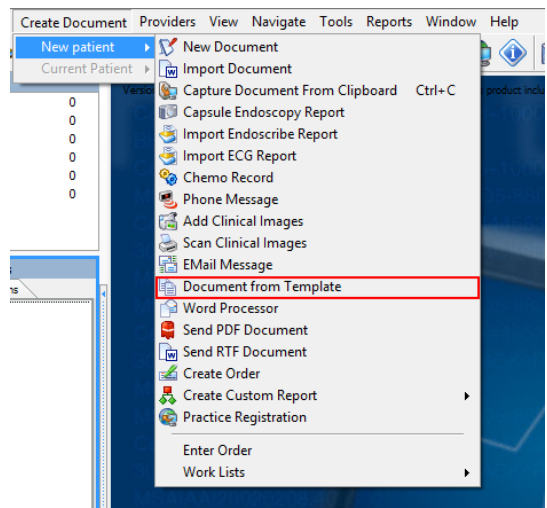 Create Document Providers View Navigate Tools Reports Window Help
New patient
Current Patient
New Document
Import Document
Capture Document From Clipboard Ctrl+C
Capsule Endoscopy Report
Import Endoscribe Report
Import ECG Report
Chemo Record
Phone Message
Add Clinical Images
Scan Clinical Images
EMail Message
Document from Template
Word Processor
Send PDF Document
Send RTF Document
Create Order
Create Custom Report
Practice Registration
Enter Order
Work Lists
0
0
0
0
0
0
product inclu